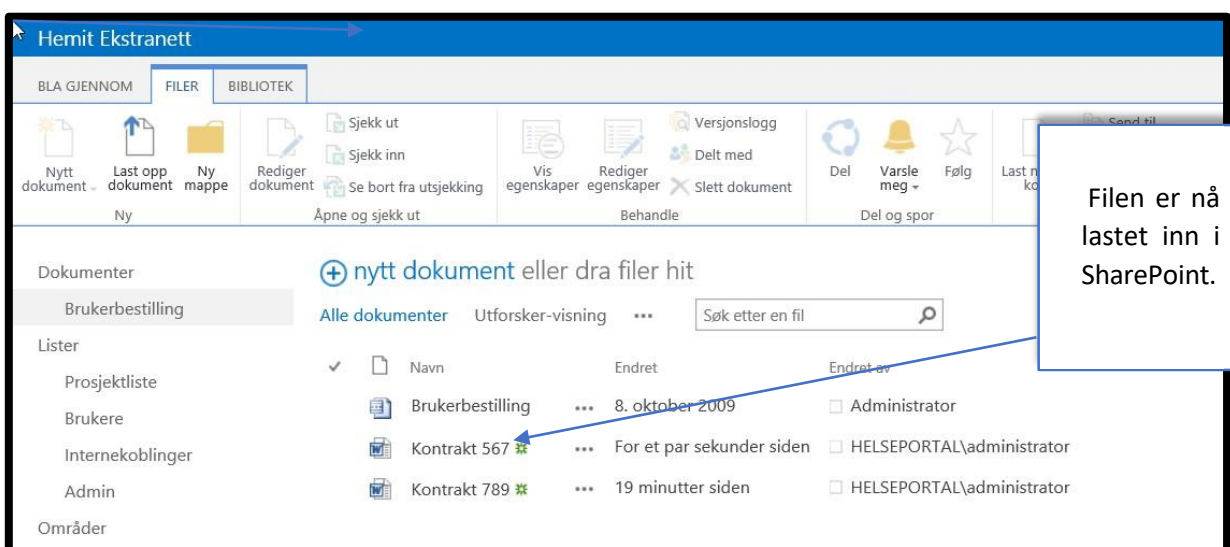 Hemit Ekstranett
BLA GJENNOM FILER BIBLIOTEK
Nytt dokument
Last opp dokument
Ny mappe
Ny
Rediger dokument
Sjekk ut
Sjekk inn
Se bort fra utsjekking
Åpne og sjekk ut
Vis egenskaper
Rediger egenskaper
Versjonslogg
Delt med
Slett dokument
Behandle
Del
Varsle meg
Følg
Del og spor
Send til
Filen er nå
lastet inn i
SharePoint.
Dokumenter
Brukerbestilling
Lister
Prosjektliste
Brukere
Internekoblinger
Admin
Områder
nytt dokument eller dra filer hit
Alle dokumenter Utforsker-visning ••• Søk etter en fil
Navn Endret Endret av
Brukerbestilling ••• 8. oktober 2009 Administrator
Kontrakt 567 ••• For et par sekunder siden HELSEPORTAL\administrator
Kontrakt 789 ••• 19 minutter siden HELSEPORTAL\administrator